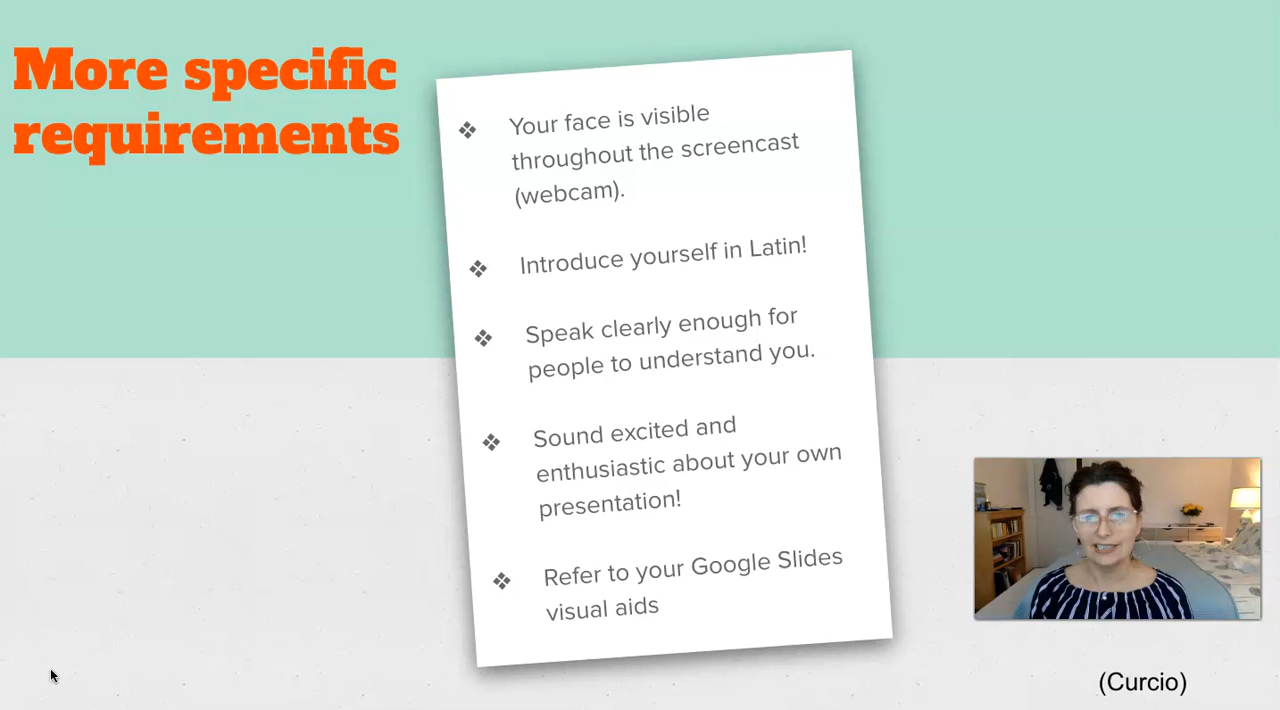 More specific
requirements
❖ Your face is visible
throughout the screencast
(webcam).
❖ Introduce yourself in Latin!
❖ Speak clearly enough for
people to understand you.
❖ Sound excited and
enthusiastic about your own
presentation!
❖ Refer to your Google Slides
visual aids
(Curcio)